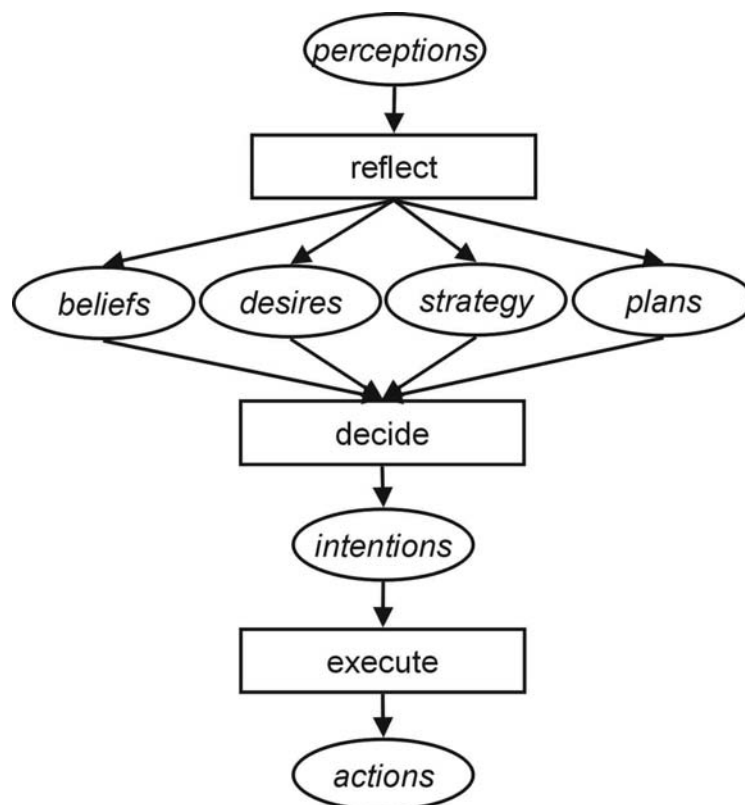 perceptions
reflect
beliefs desires strategy plans
decide
intentions
execute
actions